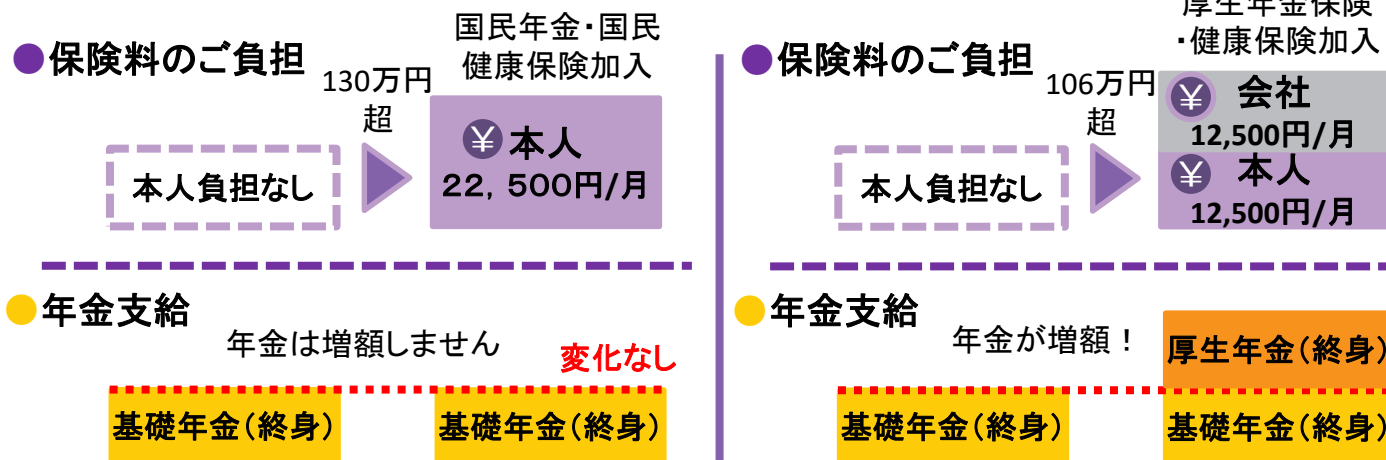 ●保険料のご負担
130万円
超
国民年金・国民
健康保険加入
本人負担なし
¥ 本人
22，500円/月
●年金支給
年金は増額しません
変化なし
基礎年金（終身）
基礎年金（終身）
●保険料のご負担
106万円
超
厚生年金保険
・健康保険加入
本人負担なし
¥ 会社
12,500円/月
¥ 本人
12,500円/月
●年金支給
年金が増額！
厚生年金（終身）
基礎年金（終身）
基礎年金（終身）